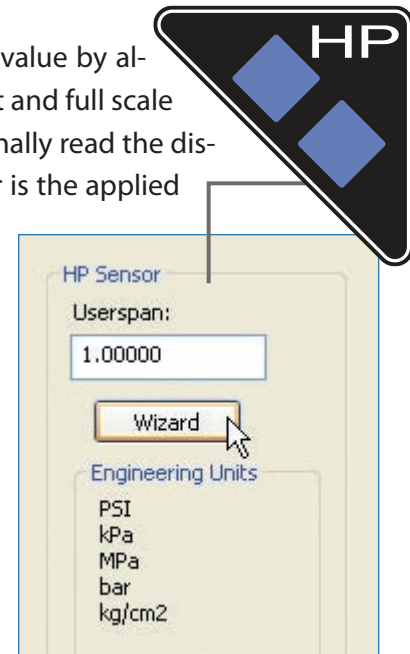 value by al-
t and full scale
nally read the dis-
r is the applied
HP
HP Sensor
Userspan:
1.00000
Wizard
Engineering Units
PSI
kPa
MPa
bar
kg/cm2